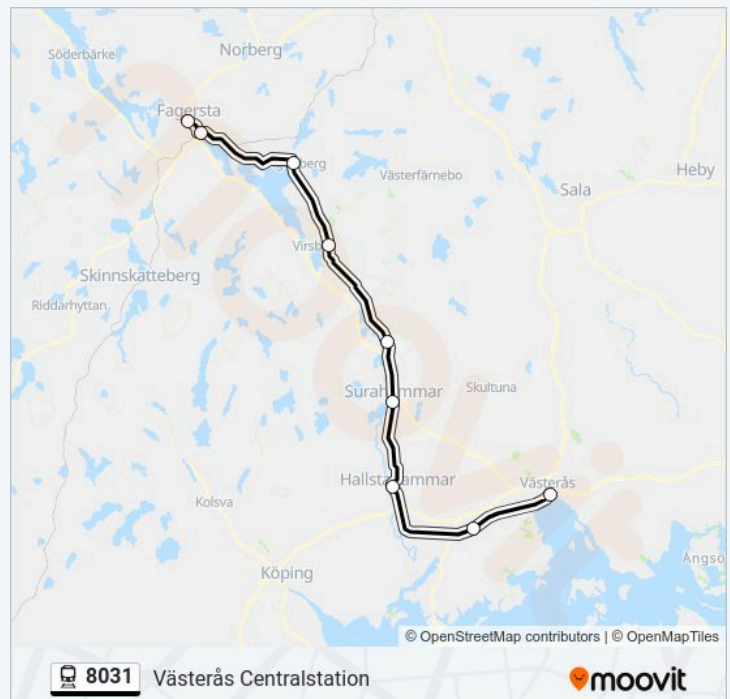 Norberg
Söderbärke
Fagersta
Västerfärnebo
Heby
Sala
Virsb
Skinnskatteberg
Riddarhyttan
Surahammar
Skultuna
Hallstahammar
Västerås
Kolsva
Ängsö
Köping
© OpenStreetMap contributors | © OpenMapTiles
8031 Västerås Centralstation moovit